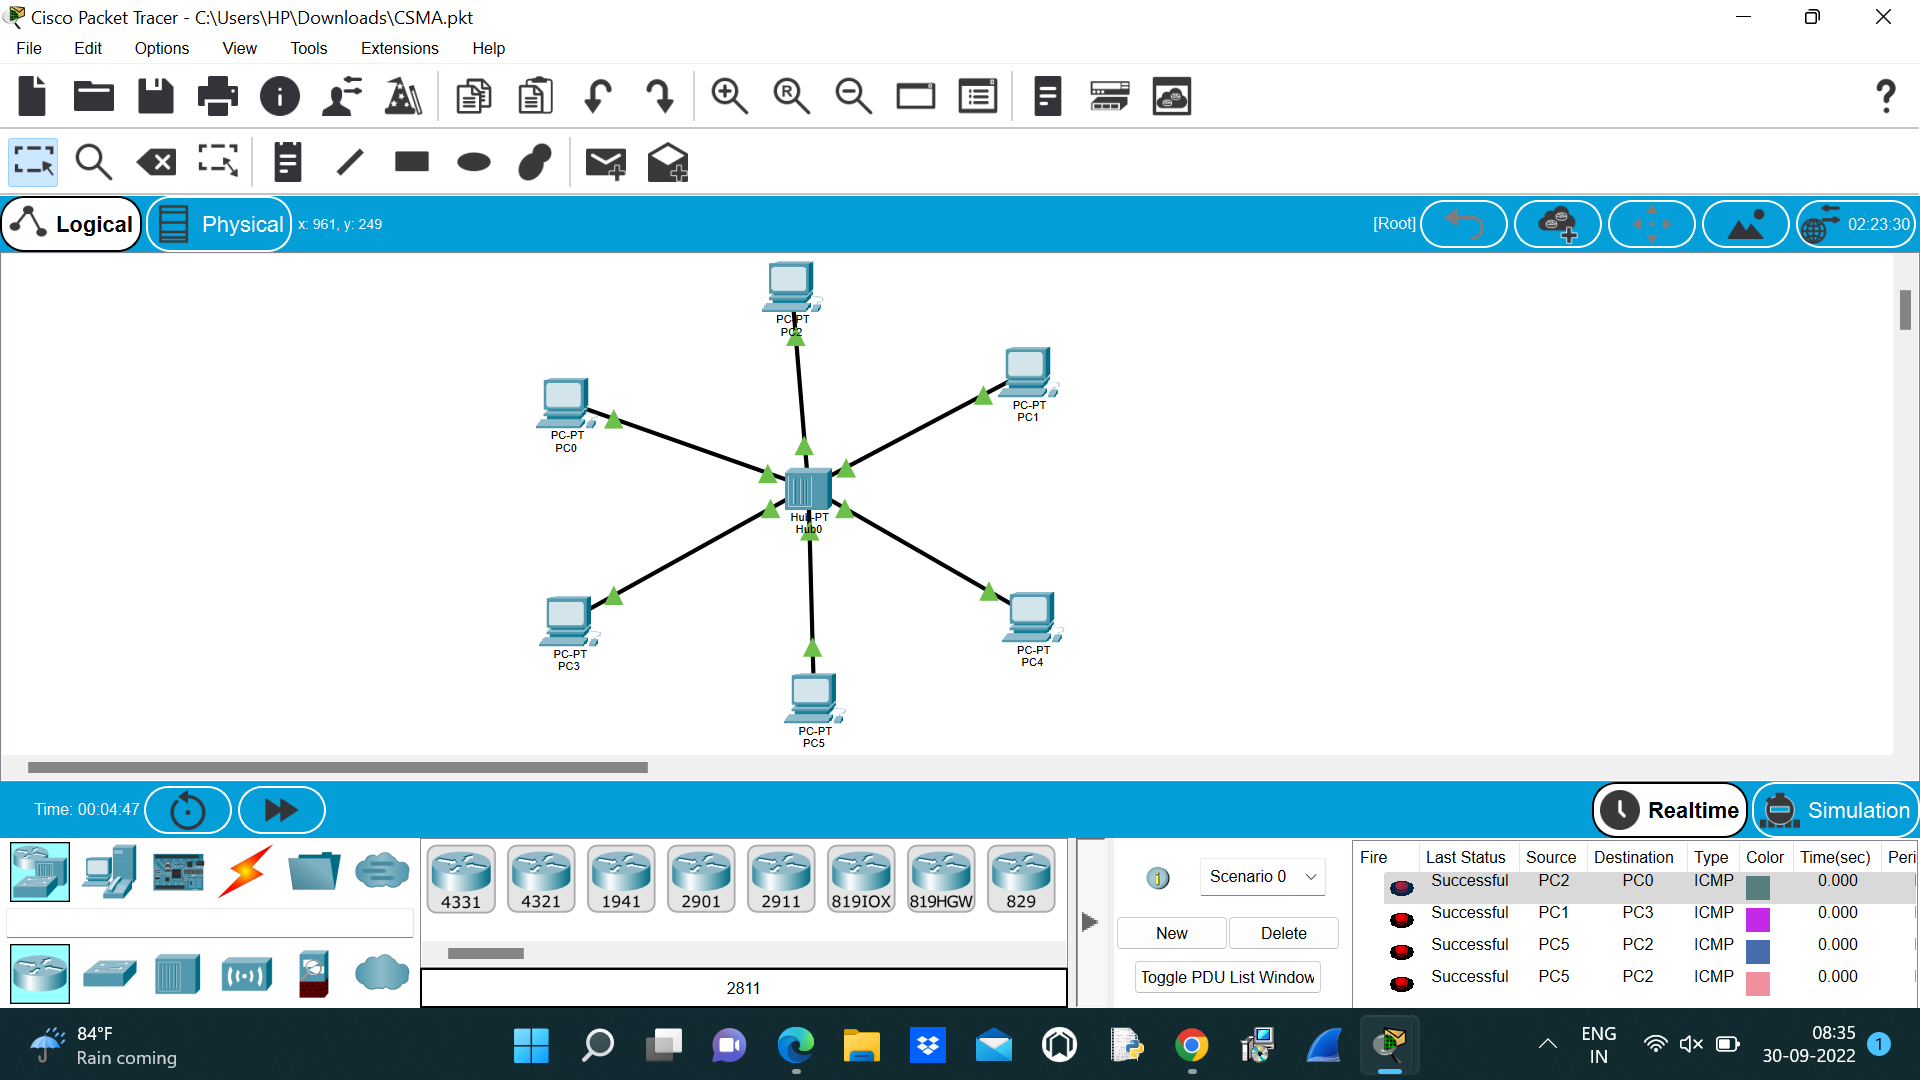 Cisco Packet Tracer - C:\Users\HP\Downloads\CSMA.pkt
File Edit Options View Tools Extensions Help
R
?
Logical Physical x: 961, y: 249 [Root] 02:23:30
PC-PT
PC2
PC-PT
PC1
PC-PT
PC0
Hub-PT
Hub0
PC-PT
PC3
PC-PT
PC4
PC-PT
PC5
Time: 00:04:47 Realtime Simulation
4331 4321 1941 2901 2911 819IOX 819HGW 829
2811
Scenario 0
New Delete
Toggle PDU List Window
Fire Last Status Source Destination Type Color Time(sec) Peri
Successful PC2 PC0 ICMP 0.000
Successful PC1 PC3 ICMP 0.000
Successful PC5 PC2 ICMP 0.000
Successful PC5 PC2 ICMP 0.000
84°F
Rain coming
ENG
IN
08:35
30-09-2022
1